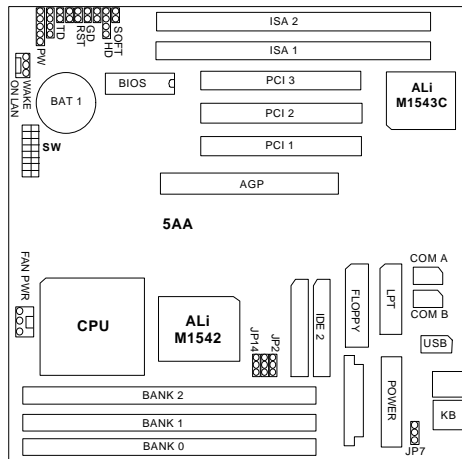 ISA 2
ISA 1
PW
TD
RST
GD
HD
SOFT
WAKE
ON LAN
BAT 1
BIOS
PCI 3
PCI 2
PCI 1
ALi
M1543C
SW
AGP
5AA
FAN PWR
CPU
ALi
M1542
JP14
JP2
IDE 2
FLOPPY
LPT
COM A
COM B
USB
BANK 2
BANK 1
BANK 0
POWER
KB
JP7